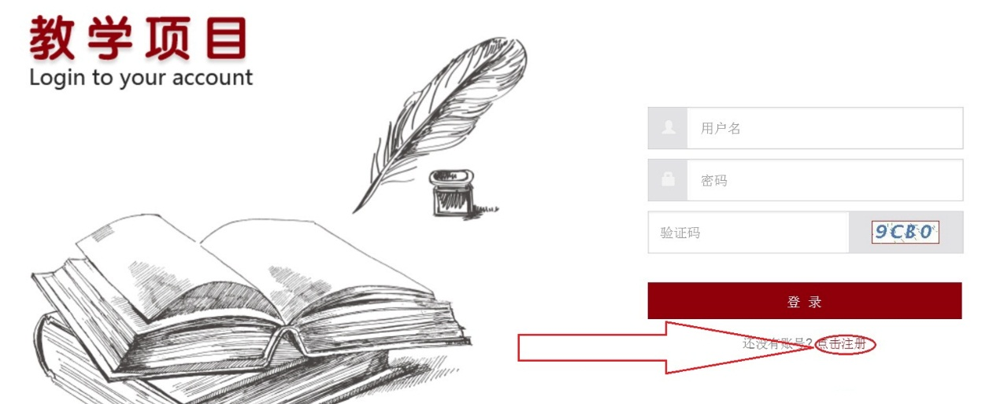 教学项目
Login to your account
用户名
密码
验证码
9CB0
登 录
还没有账号? 点击注册